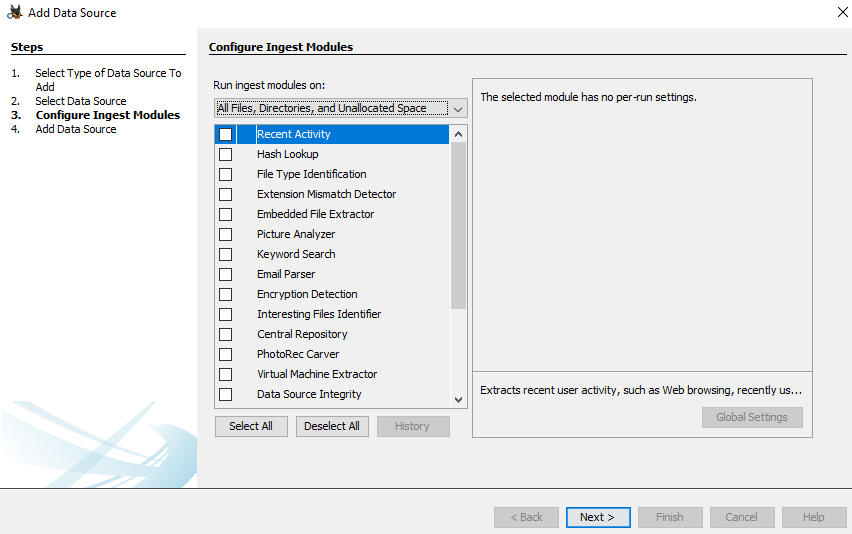 Add Data Source
Steps
1. Select Type of Data Source To
Add
2. Select Data Source
3. Configure Ingest Modules
4. Add Data Source
Configure Ingest Modules
Run ingest modules on:
All Files, Directories, and Unallocated Space
Recent Activity
Hash Lookup
File Type Identification
Extension Mismatch Detector
Embedded File Extractor
Picture Analyzer
Keyword Search
Email Parser
Encryption Detection
Interesting Files Identifier
Central Repository
PhotoRec Carver
Virtual Machine Extractor
Data Source Integrity
Select All
Deselect All
History
The selected module has no per-run settings.
Extracts recent user activity, such as Web browsing, recently us...
Global Settings
< Back
Next >
Finish
Cancel
Help